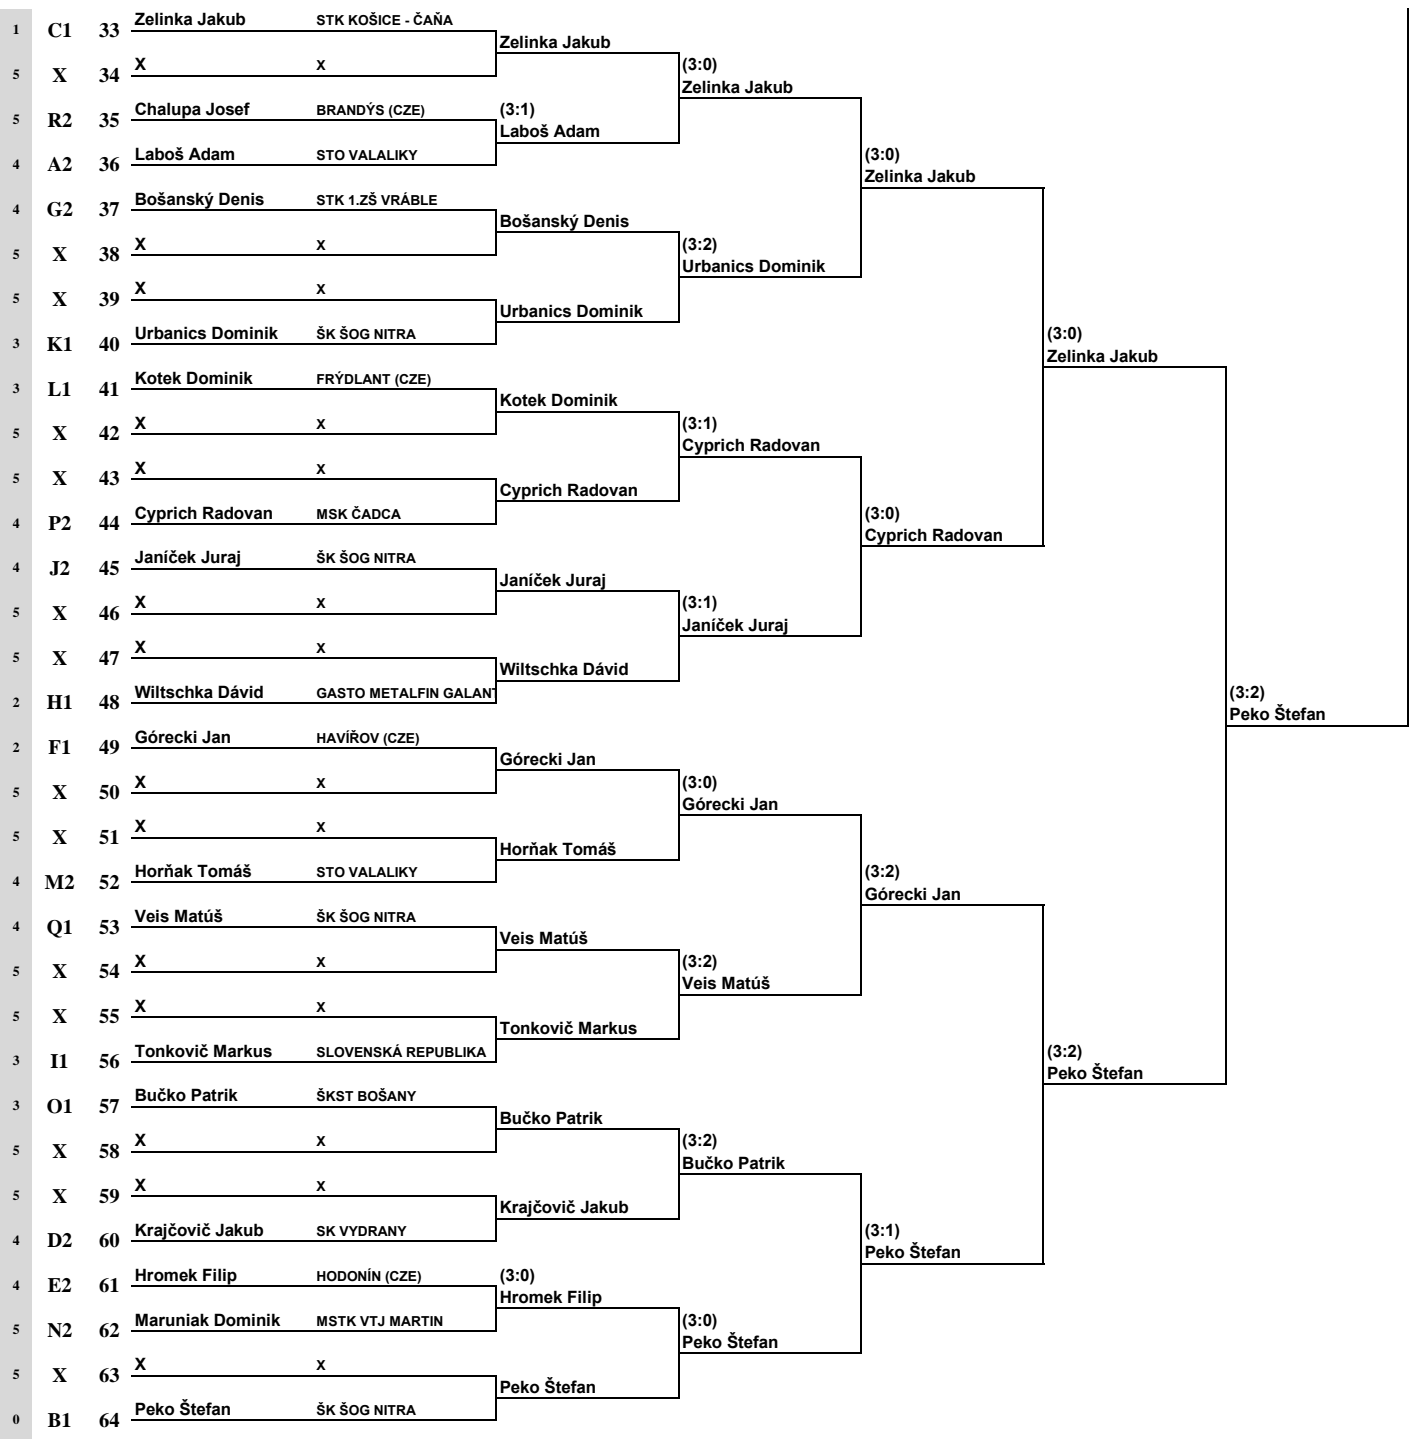 1 C1 33 Zelinka Jakub STK KOŠICE - ČAŇA
Zelinka Jakub
5 X 34 X X
(3:0)
Zelinka Jakub
5 R2 35 Chalupa Josef BRANDÝS (CZE)
(3:1)
Laboš Adam
4 A2 36 Laboš Adam STO VALALIKY
(3:0)
Zelinka Jakub
4 G2 37 Bošanský Denis STK 1.ZŠ VRÁBLE
Bošanský Denis
5 X 38 X X
(3:2)
Urbanics Dominik
5 X 39 X X
Urbanics Dominik
3 K1 40 Urbanics Dominik ŠK ŠOG NITRA
(3:0)
Zelinka Jakub
3 L1 41 Kotek Dominik FRÝDLANT (CZE)
Kotek Dominik
5 X 42 X X
(3:1)
Cyprich Radovan
5 X 43 X X
Cyprich Radovan
4 P2 44 Cyprich Radovan MSK ČADCA
(3:0)
Cyprich Radovan
4 J2 45 Janíček Juraj ŠK ŠOG NITRA
Janíček Juraj
5 X 46 X X
(3:1)
Janíček Juraj
5 X 47 X X
Wiltschka Dávid
2 H1 48 Wiltschka Dávid GASTO METALFIN GALANT
(3:2)
Peko Štefan
2 F1 49 Górecki Jan HAVÍŘOV (CZE)
Górecki Jan
5 X 50 X X
(3:0)
Górecki Jan
5 X 51 X X
Horňak Tomáš
4 M2 52 Horňak Tomáš STO VALALIKY
(3:2)
Górecki Jan
4 Q1 53 Veis Matúš ŠK ŠOG NITRA
Veis Matúš
5 X 54 X X
(3:2)
Veis Matúš
5 X 55 X X
Tonkovič Markus
3 I1 56 Tonkovič Markus SLOVENSKÁ REPUBLIKA
(3:2)
Peko Štefan
3 O1 57 Bučko Patrik ŠKST BOŠANY
Bučko Patrik
5 X 58 X X
(3:2)
Bučko Patrik
5 X 59 X X
Krajčovič Jakub
4 D2 60 Krajčovič Jakub SK VYDRANY
(3:1)
Peko Štefan
4 E2 61 Hromek Filip HODONÍN (CZE)
(3:0)
Hromek Filip
5 N2 62 Maruniak Dominik MSTK VTJ MARTIN
(3:0)
Peko Štefan
5 X 63 X X
Peko Štefan
0 B1 64 Peko Štefan ŠK ŠOG NITRA